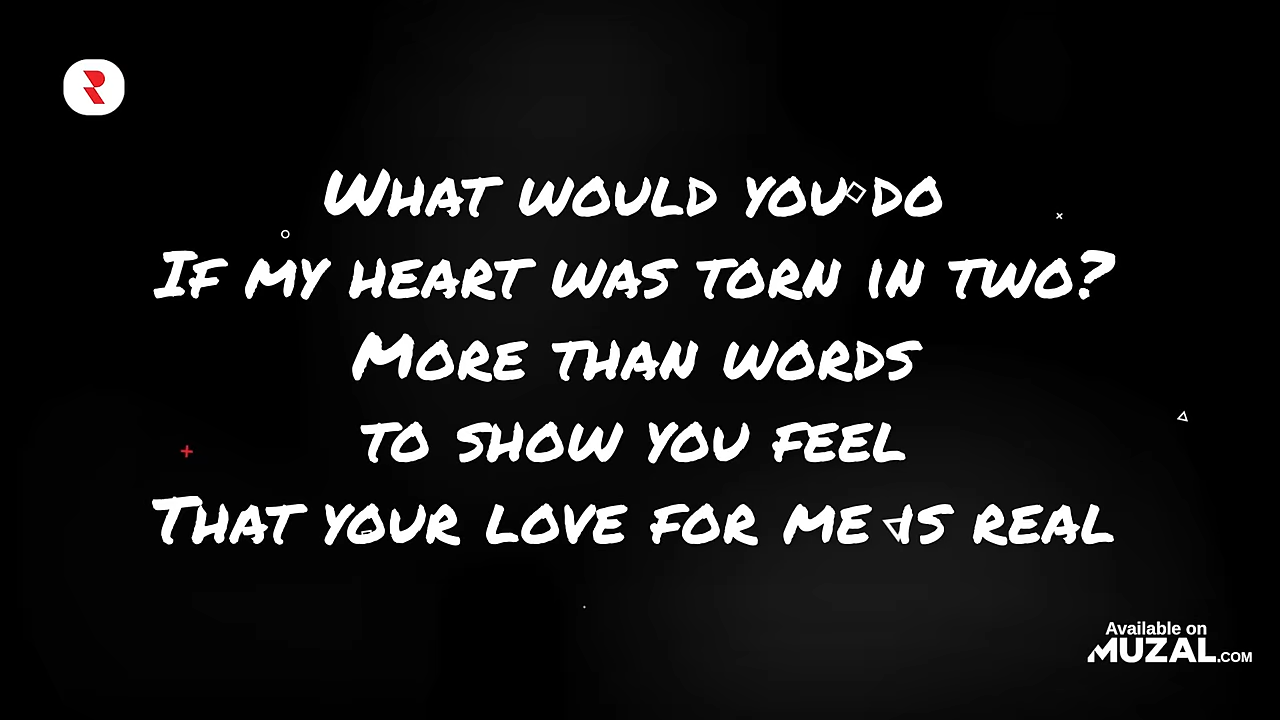 What would you do
If my heart was torn in two?
More than words
to show you feel
That your love for me is real
Available on
MUZAL.COM